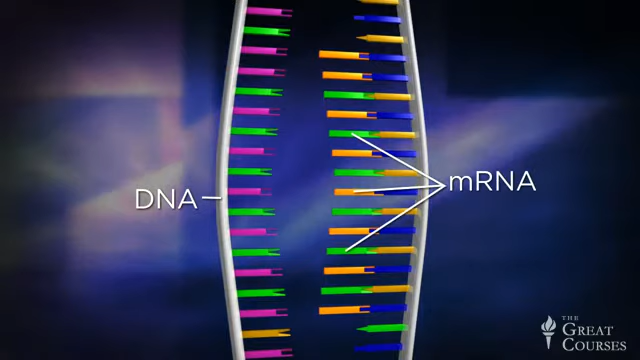 DNA
mRNA
THE
GREAT
COURSES